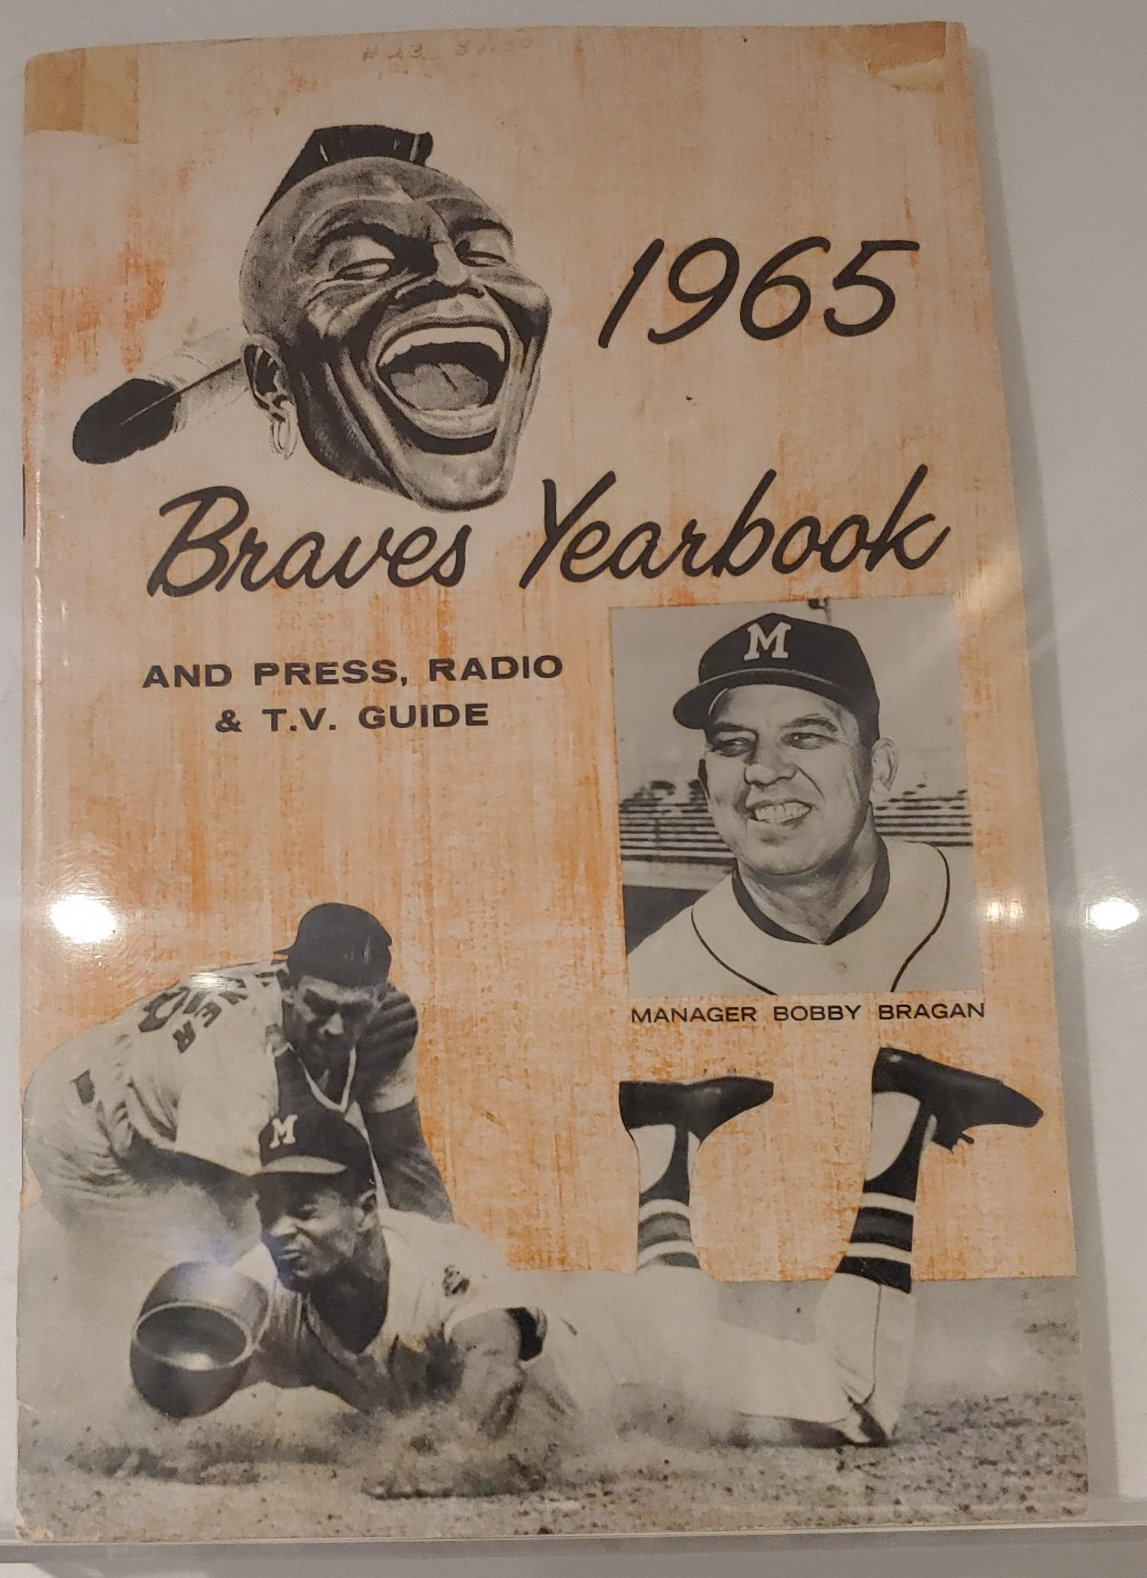 1965
Braves Yearbook
AND PRESS, RADIO
& T.V. GUIDE
M
MANAGER BOBBY BRAGAN
M